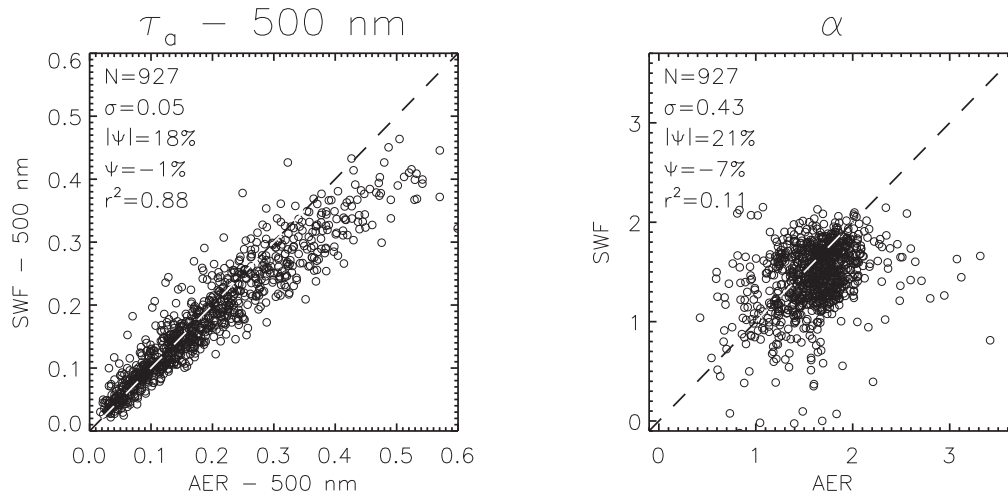 τa – 500 nm
N=927
σ=0.05
|ψ|=18%
ψ=–1%
r²=0.88
SWF – 500 nm
0.6
0.5
0.4
0.3
0.2
0.1
0.0
0.0 0.1 0.2 0.3 0.4 0.5 0.6
AER – 500 nm
α
N=927
σ=0.43
|ψ|=21%
ψ=–7%
r²=0.11
SWF
3
2
1
0
0 1 2 3
AER